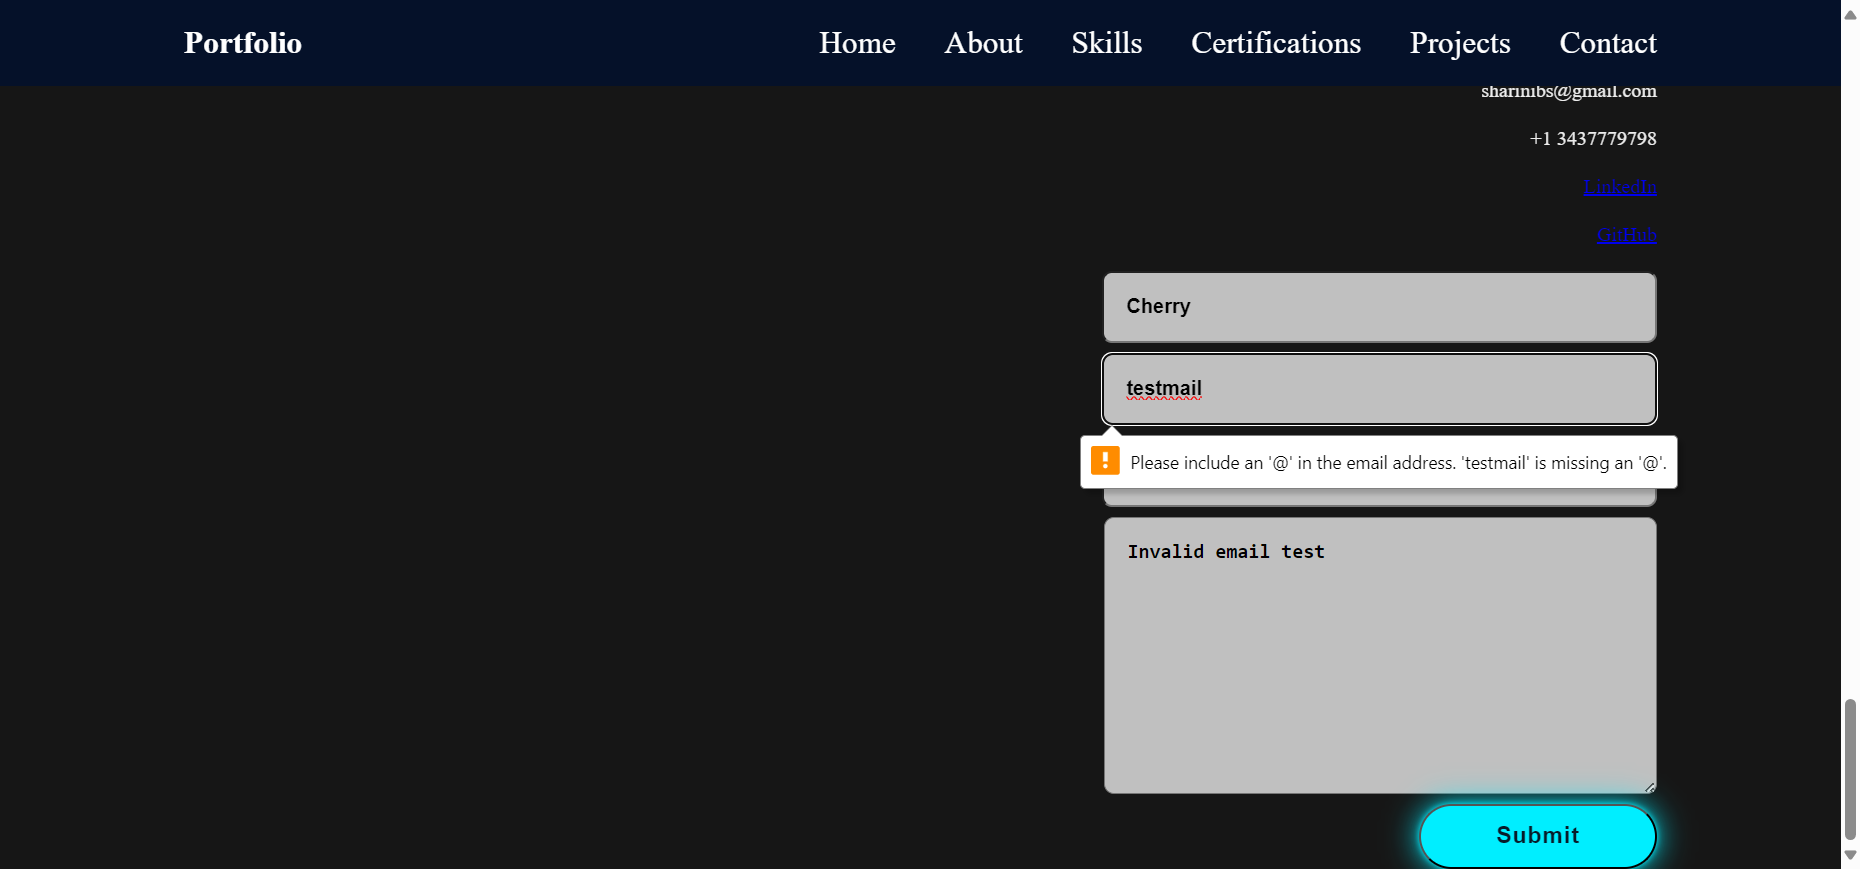 Portfolio Home About Skills Certifications Projects Contact
sharinibs@gmail.com
+1 3437779798
LinkedIn
GitHub
Cherry
testmail
Please include an '@' in the email address. 'testmail' is missing an '@'.
Invalid email test
Submit